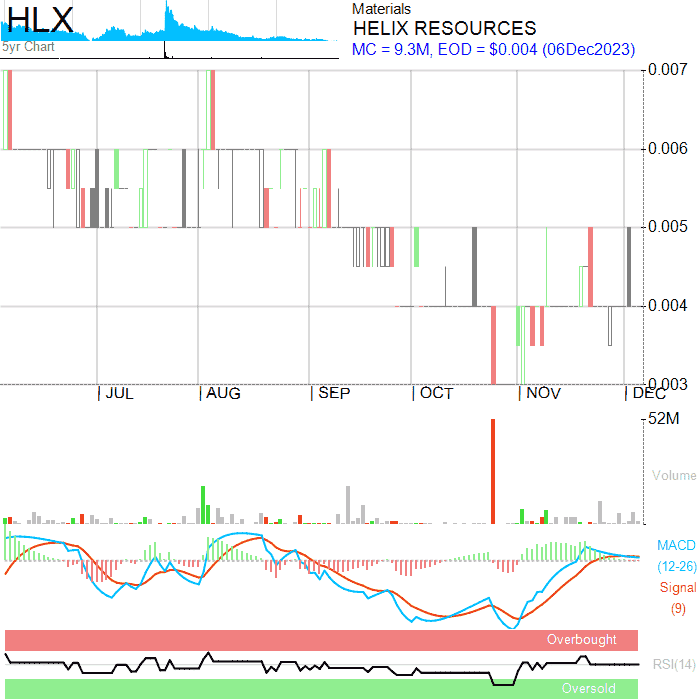 HLX
5yr Chart
Materials
HELIX RESOURCES
MC = 9.3M, EOD = $0.004 (06Dec2023)
0.007
0.006
0.005
0.004
0.003
JUL
AUG
SEP
OCT
NOV
DEC
52M
Volume
MACD
(12-26)
Signal
(9)
Overbought
RSI(14)
Oversold